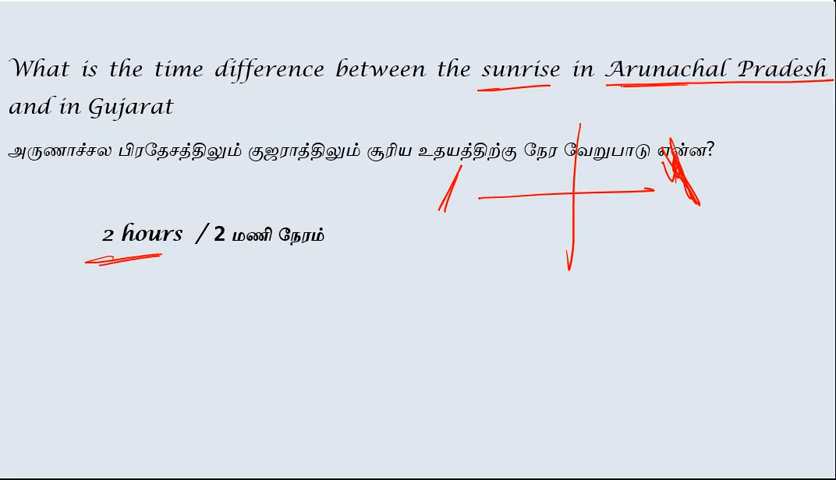 What is the time difference between the sunrise in Arunachal Pradesh
and in Gujarat
அருணாச்சல பிரதேசத்திலும் குஜராத்திலும் சூரிய உதயத்திற்கு நேர வேறுபாடு என்ன?
2 hours / 2 மணி நேரம்